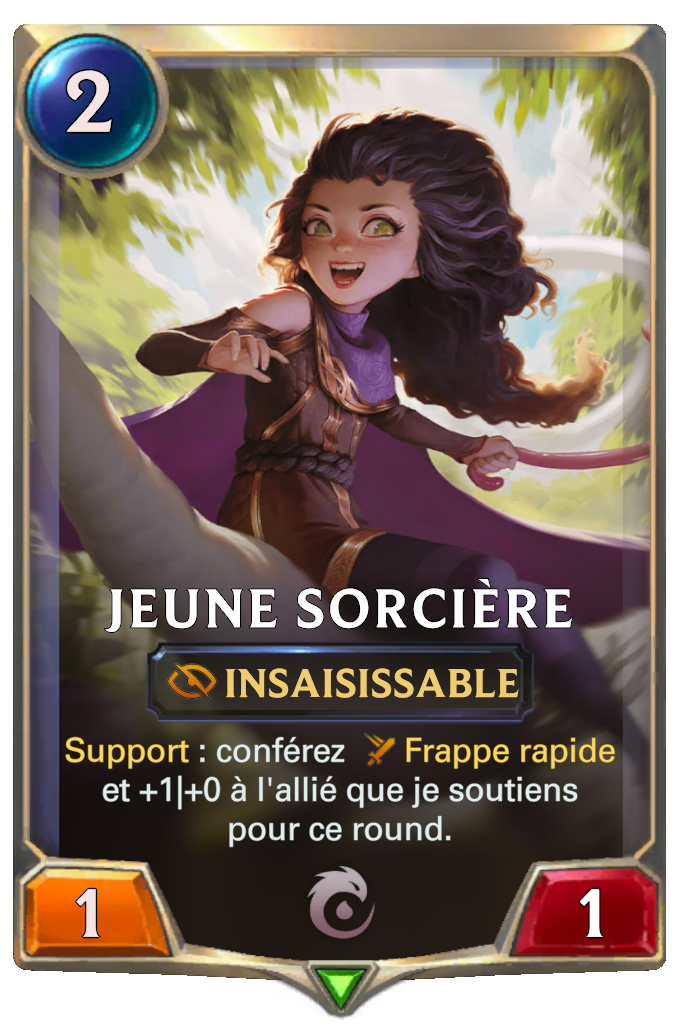 2
JEUNE SORCIÈRE
INSAISISSABLE
Support : conférez Frappe rapide
et +1|+0 à l'allié que je soutiens
pour ce round.
1
1